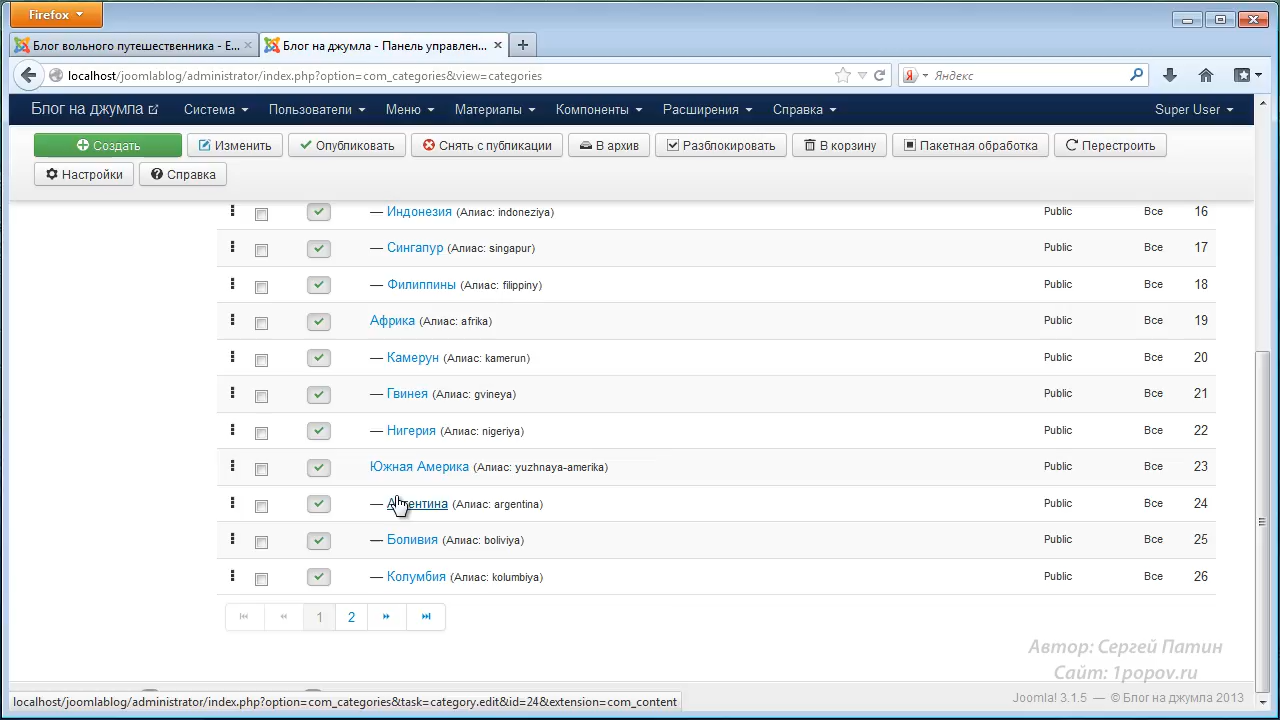 Firefox
Блог вольного путешественника - Е...
Блог на джумла - Панель управлен...
localhost/joomlablog/administrator/index.php?option=com_categories&view=categories
Яндекс
Блог на джумла Система Пользователи Меню Материалы Компоненты Расширения Справка Super User
Создать Изменить Опубликовать Снять с публикации В архив Разблокировать В корзину Пакетная обработка Перестроить
Настройки Справка
— Индонезия (Алиас: indoneziya) Public Все 16
— Сингапур (Алиас: singapur) Public Все 17
— Филиппины (Алиас: filippiny) Public Все 18
Африка (Алиас: afrika) Public Все 19
— Камерун (Алиас: kamerun) Public Все 20
— Гвинея (Алиас: gvineya) Public Все 21
— Нигерия (Алиас: nigeriya) Public Все 22
Южная Америка (Алиас: yuzhnaya-amerika) Public Все 23
— Аргентина (Алиас: argentina) Public Все 24
— Боливия (Алиас: boliviya) Public Все 25
— Колумбия (Алиас: kolumbiya) Public Все 26
1 2
Автор: Сергей Патин
Сайт: 1popov.ru
Joomla! 3.1.5 — © Блог на джумла 2013
localhost/joomlablog/administrator/index.php?option=com_categories&task=category.edit&id=24&extension=com_content